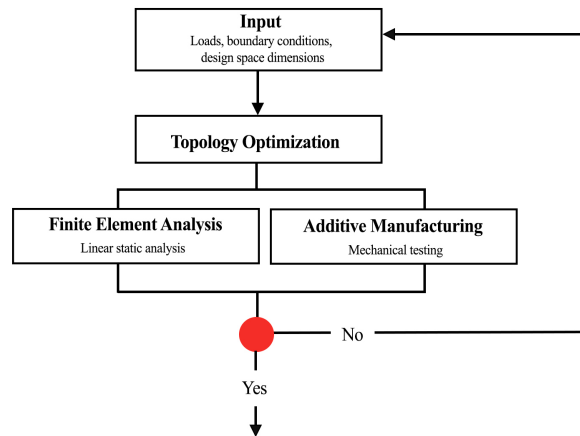 Input
Loads, boundary conditions,
design space dimensions
Topology Optimization
Finite Element Analysis
Linear static analysis
Additive Manufacturing
Mechanical testing
No
Yes